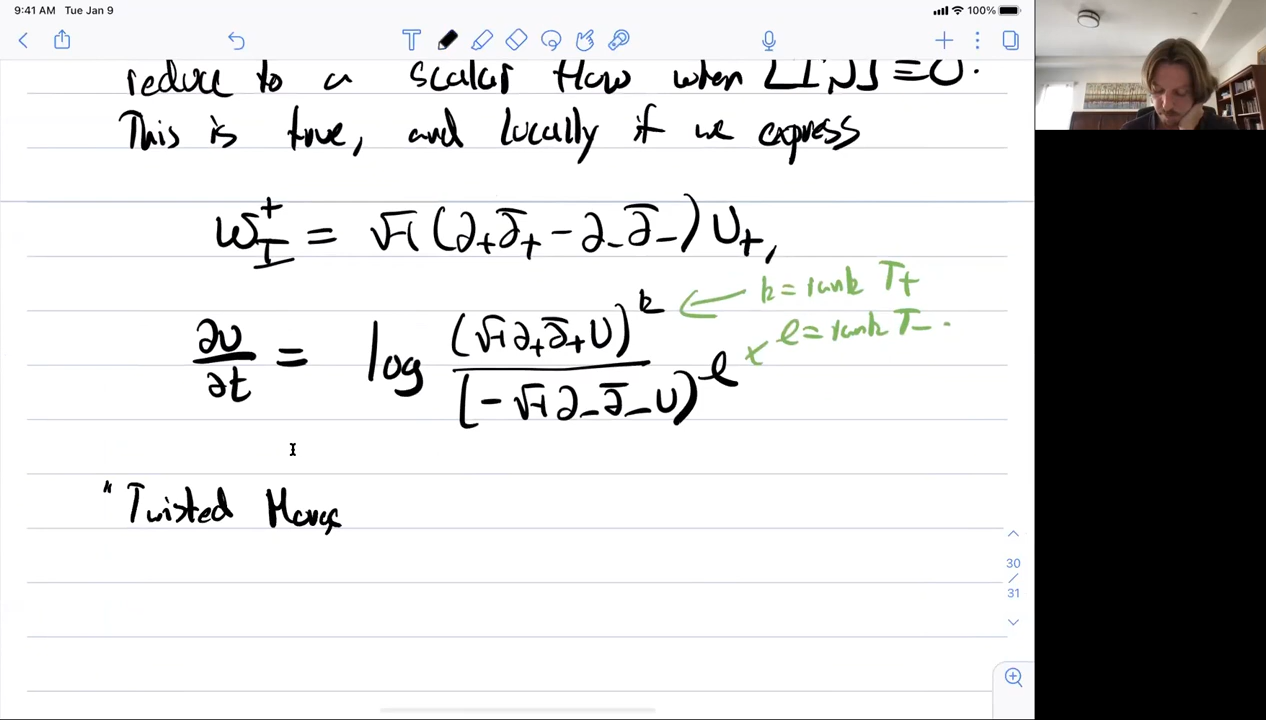 9:41 AM Tue Jan 9
100%
reduce to a scalar flow when [I,J] ≡ 0.
This is true, and locally if we express
ω_I^+ = √-1 (∂_+ ∂̄_+ - ∂_- ∂̄_-) U_+,
k = rank T_+
l = rank T_- .
∂u/∂t = log (√-1 ∂_+ ∂̄_+ U)^k / (-√-1 ∂_- ∂̄_- U)^l
"Twisted
30
/
31